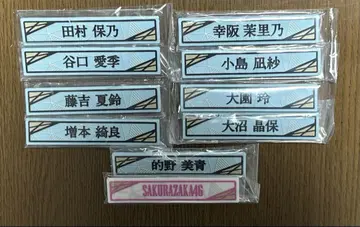 田村 保乃
谷口 愛季
藤吉 夏鈴
増本 綺良
幸阪 茉里乃
小島 凪紗
大園 玲
大沼 晶保
的野 美青
SAKURAZAKA46